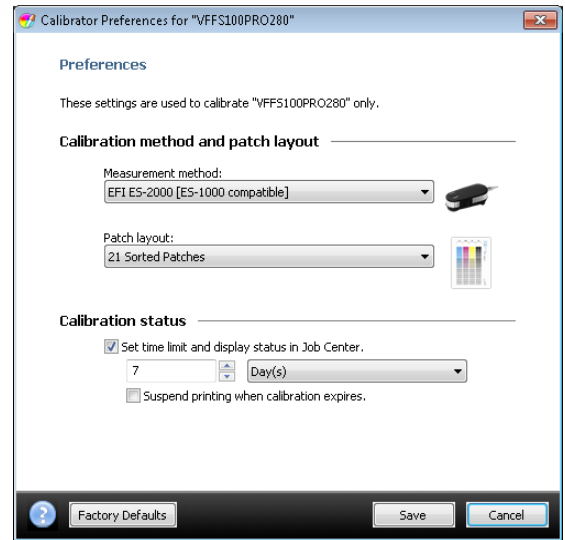 Calibrator Preferences for "VFFS100PRO280"
Preferences
These settings are used to calibrate "VFFS100PRO280" only.
Calibration method and patch layout
Measurement method:
EFI ES-2000 [ES-1000 compatible]
Patch layout:
21 Sorted Patches
Calibration status
Set time limit and display status in Job Center.
7 Day(s)
Suspend printing when calibration expires.
? Factory Defaults Save Cancel